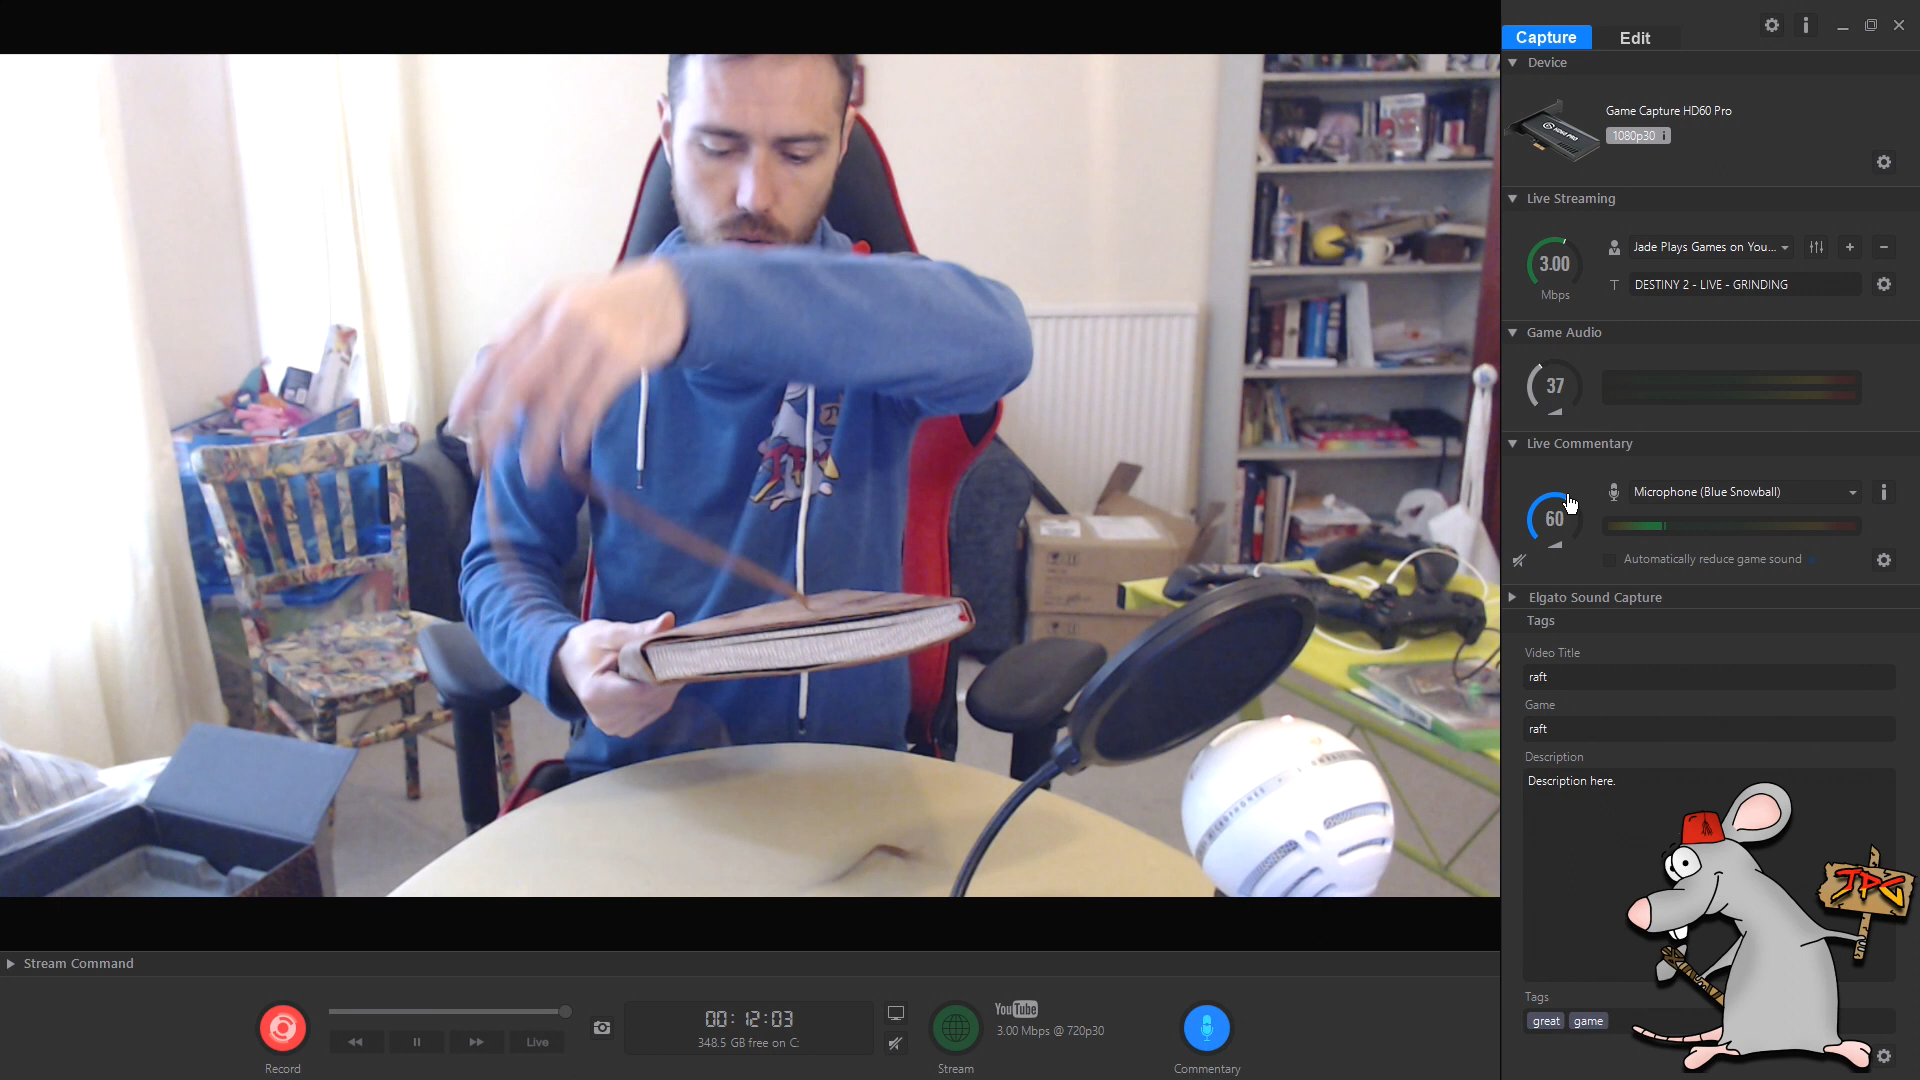 Capture
Edit
Device
Game Capture HD60 Pro
1080p30 i
Live Streaming
3.00
Mbps
Jade Plays Games on You...
T DESTINY 2 - LIVE - GRINDING
Game Audio
37
Live Commentary
Microphone (Blue Snowball)
60
Automatically reduce game sound
Elgato Sound Capture
Tags
Video Title
raft
Game
raft
Description
Description here.
JPG
Tags
great game
Stream Command
00:12:03
348.5 GB free on C:
Live
Record
YouTube
3.00 Mbps @ 720p30
Stream
Commentary